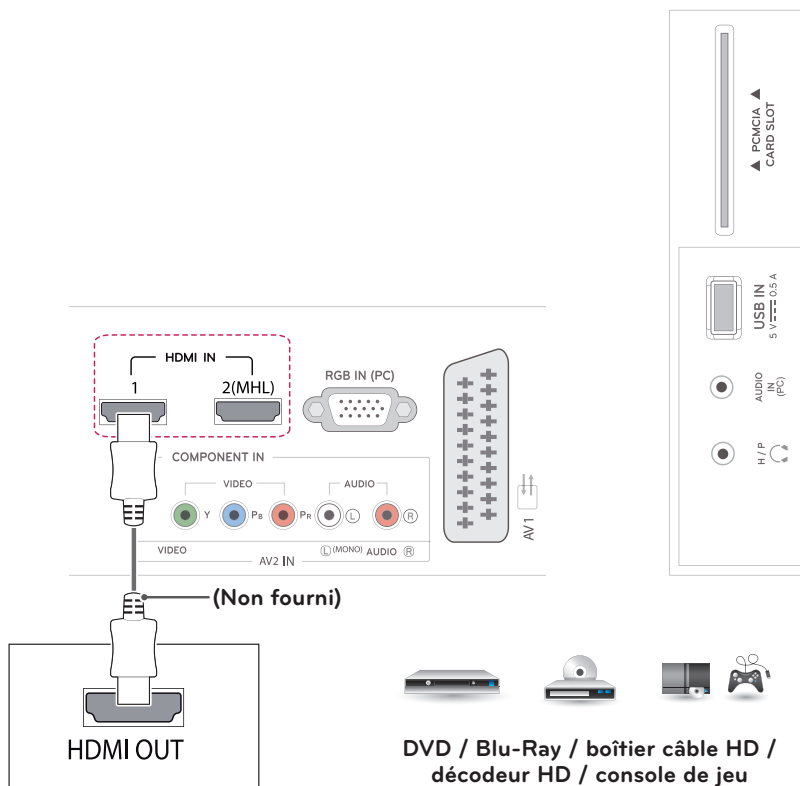 ▲ PCMCIA ▲
CARD SLOT
USB IN
5 V 0.5 A
AUDIO
IN
(PC)
H / P
HDMI IN
1
2(MHL)
RGB IN (PC)
COMPONENT IN
VIDEO
AUDIO
Y
PB
PR
L
R
VIDEO
L (MONO) AUDIO R
AV2 IN
AV1
(Non fourni)
HDMI OUT
DVD / Blu-Ray / boîtier câble HD /
décodeur HD / console de jeu